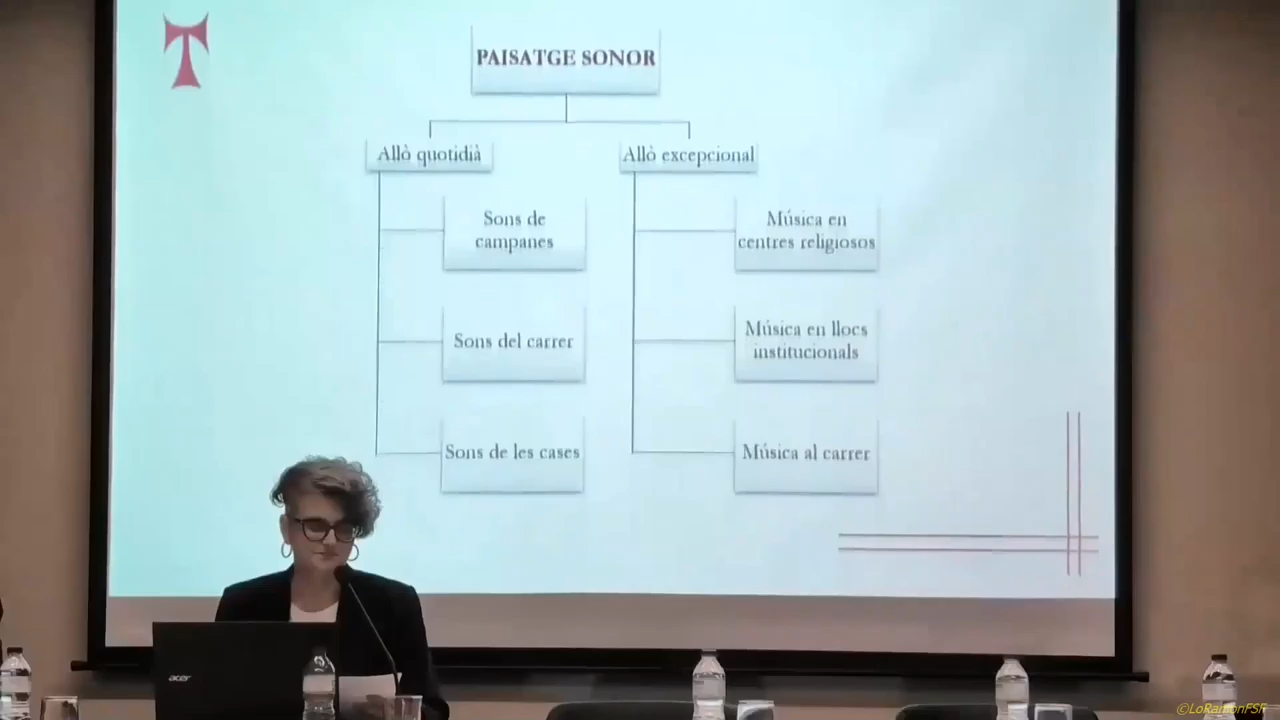 PAISATGE SONOR
Allò quotidià
Allò excepcional
Sons de
campanes
Música en
centres religiosos
Sons del carrer
Música en llocs
institucionals
Sons de les cases
Música al carrer
acer
©LoRamonFSF